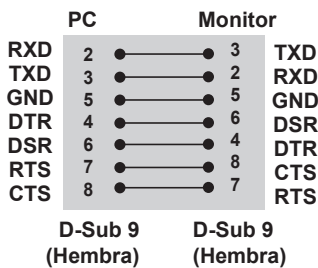 PC Monitor
RXD 2 3 TXD
TXD 3 2 RXD
GND 5 5 GND
DTR 4 6 DSR
DSR 6 4 DTR
RTS 7 8 CTS
CTS 8 7 RTS
D-Sub 9 D-Sub 9
(Hembra) (Hembra)